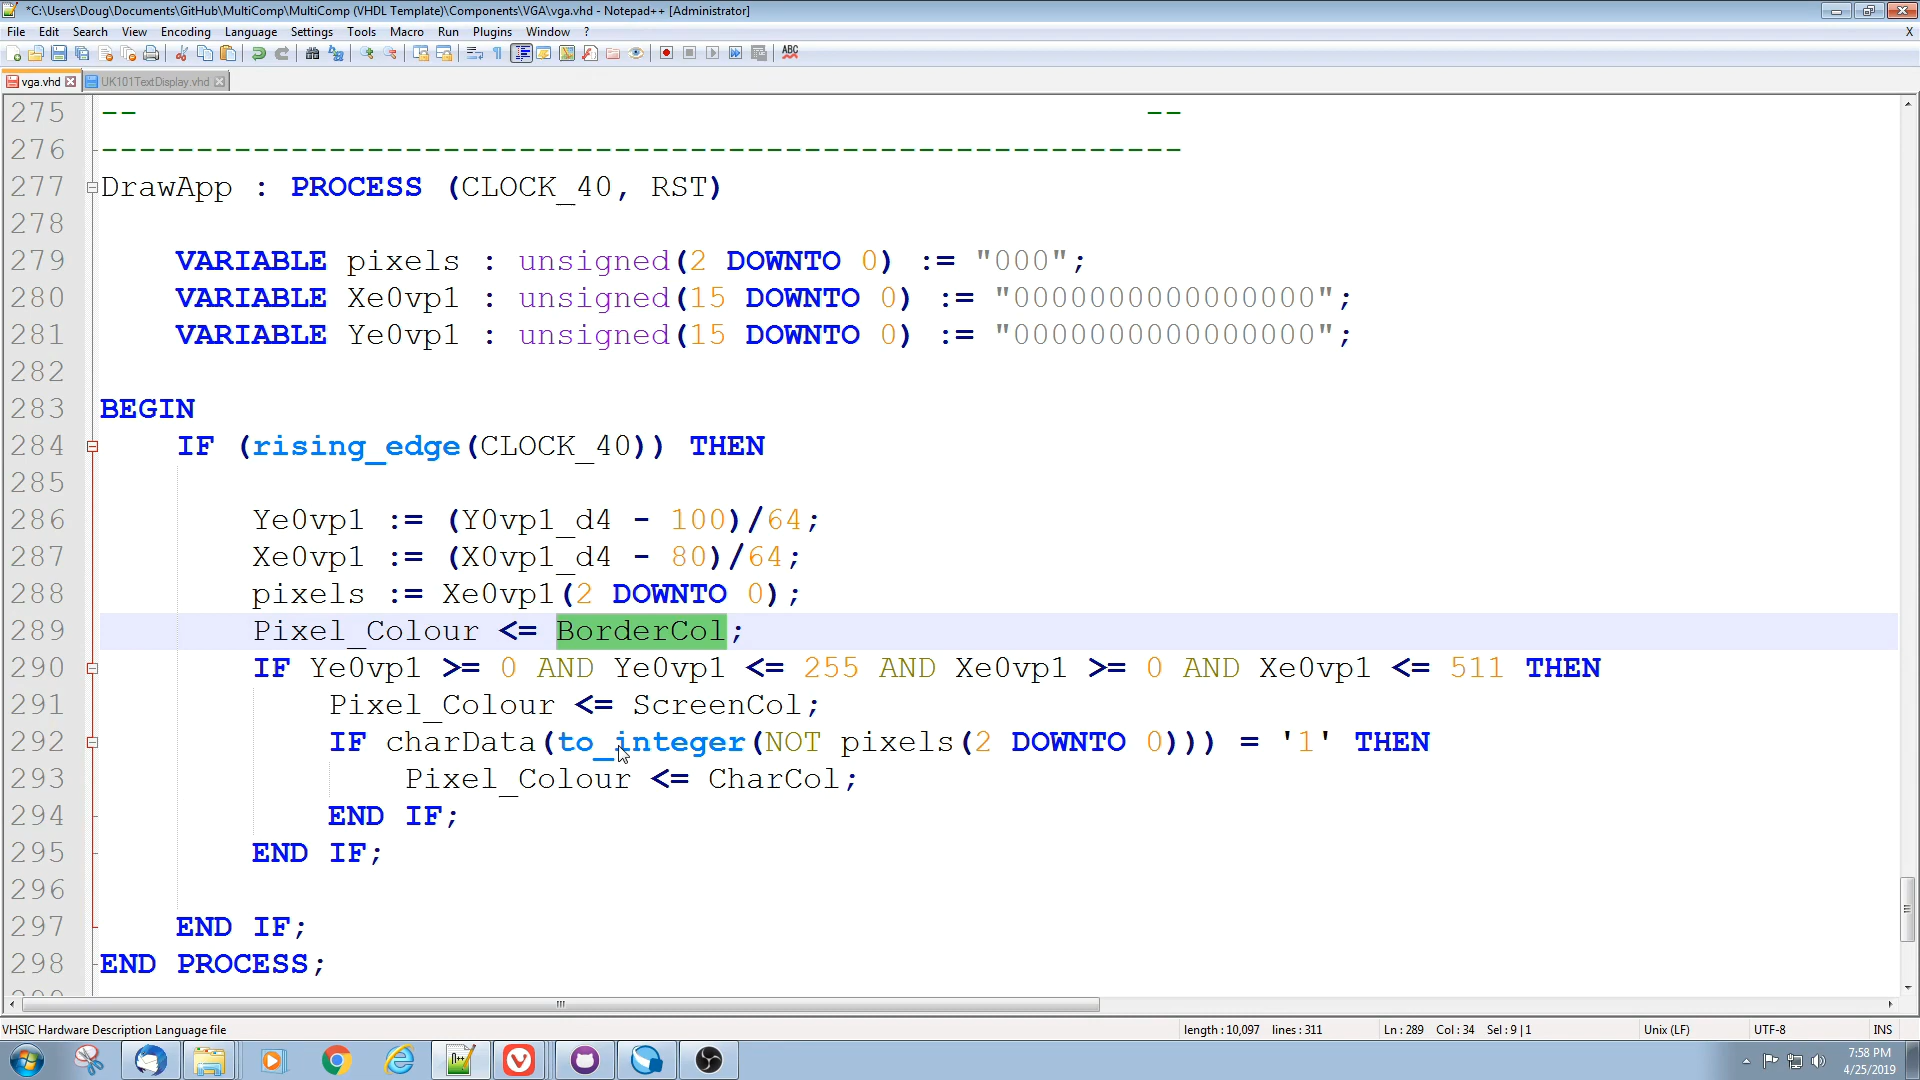 *C:\Users\Doug\Documents\GitHub\MultiComp\MultiComp (VHDL Template)\Components\VGA\vga.vhd - Notepad++ [Administrator]
File Edit Search View Encoding Language Settings Tools Macro Run Plugins Window ? X
vga.vhd UK101TextDisplay.vhd
275 -- --
276 ---------------------------------------------------------
277 DrawApp : PROCESS (CLOCK_40, RST)
278
279 VARIABLE pixels : unsigned(2 DOWNTO 0) := "000";
280 VARIABLE Xe0vp1 : unsigned(15 DOWNTO 0) := "0000000000000000";
281 VARIABLE Ye0vp1 : unsigned(15 DOWNTO 0) := "0000000000000000";
282
283 BEGIN
284 IF (rising_edge(CLOCK_40)) THEN
285
286 Ye0vp1 := (Y0vp1_d4 - 100)/64;
287 Xe0vp1 := (X0vp1_d4 - 80)/64;
288 pixels := Xe0vp1(2 DOWNTO 0);
289 Pixel_Colour <= BorderCol;
290 IF Ye0vp1 >= 0 AND Ye0vp1 <= 255 AND Xe0vp1 >= 0 AND Xe0vp1 <= 511 THEN
291 Pixel_Colour <= ScreenCol;
292 IF charData(to_integer(NOT pixels(2 DOWNTO 0))) = '1' THEN
293 Pixel_Colour <= CharCol;
294 END IF;
295 END IF;
296
297 END IF;
298 END PROCESS;
VHSIC Hardware Description Language file length : 10,097 lines : 311 Ln : 289 Col : 34 Sel : 9 | 1 Unix (LF) UTF-8 INS
7:58 PM
4/25/2019